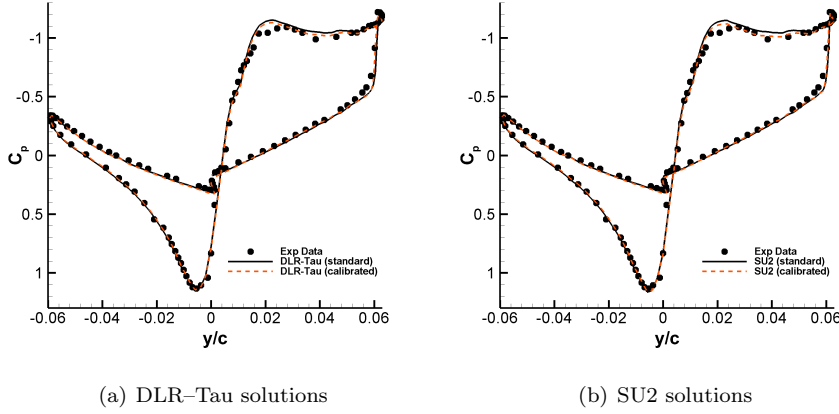 -1
-0.5
Cp
0
0.5
1
Exp Data
DLR-Tau (standard)
DLR-Tau (calibrated)
-0.06 -0.04 -0.02 0 0.02 0.04 0.06
y/c
(a) DLR–Tau solutions
-1
-0.5
Cp
0
0.5
1
Exp Data
SU2 (standard)
SU2 (calibrated)
-0.06 -0.04 -0.02 0 0.02 0.04 0.06
y/c
(b) SU2 solutions